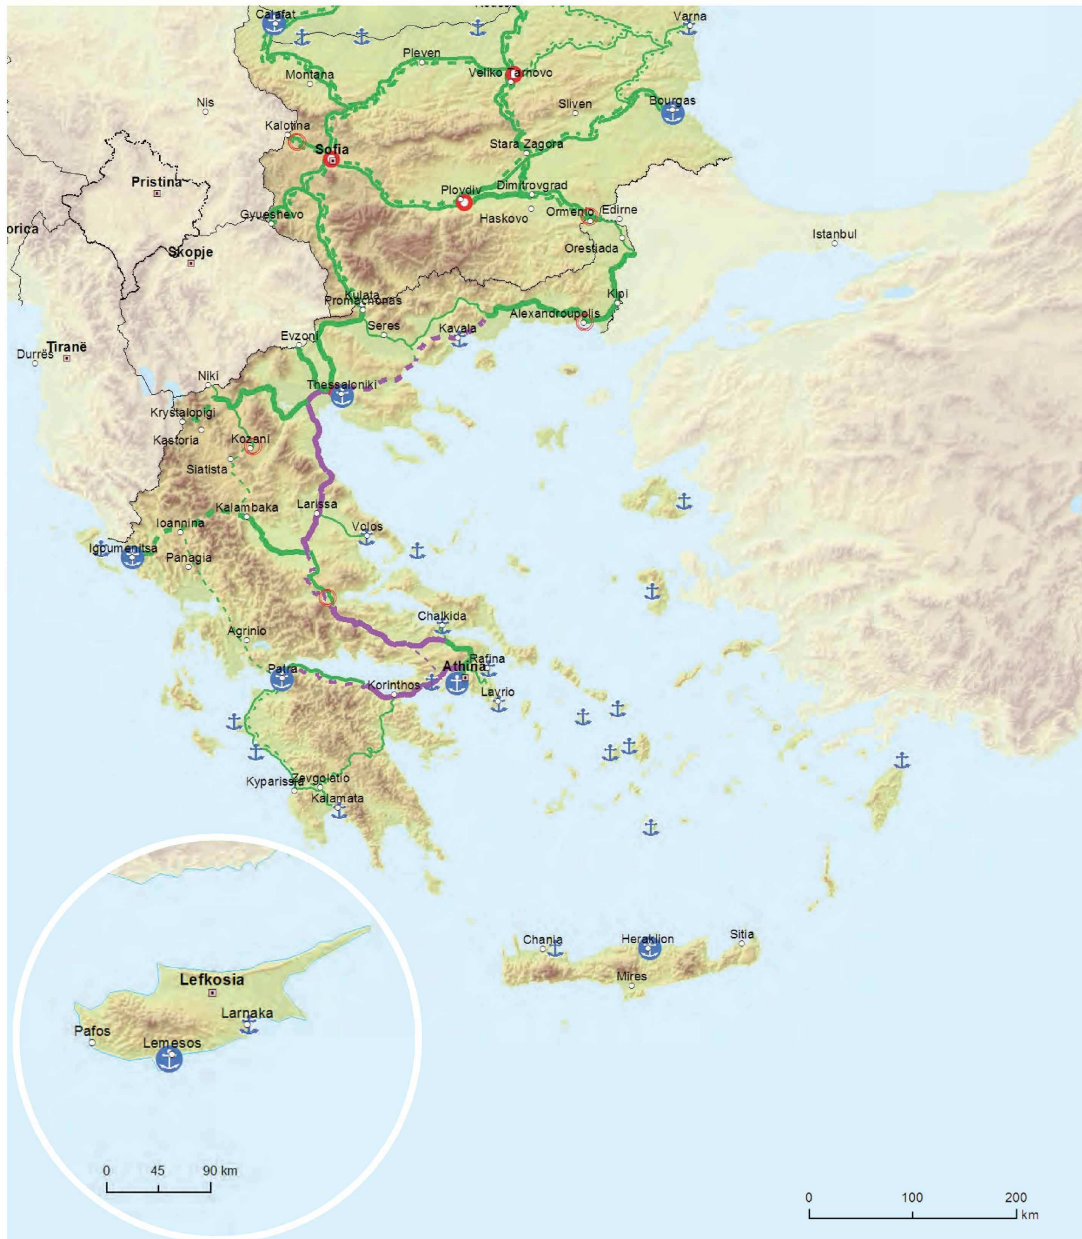 Calafat
Varna
Pleven
Montana
Veliko Tarnovo
Nis
Sliven
Bourgas
Kalotina
Sofia
Stara Zagora
Pristina
Plovdiv
Dimitrovgrad
Gyueshevo
Haskovo
Ormenio
Edirne
orica
Istanbul
Skopje
Orestiada
Kulata
Promachonas
Kipi
Alexandroupolis
Seres
Kavala
Evzoni
Tiranë
Durrës
Niki
Thessaloniki
Krystalopigi
Kastoria
Kozani
Siatista
Kalambaka
Larissa
Ioannina
Volos
Igoumenitsa
Panagia
Chalkida
Agrinio
Rafina
Patra
Athina
Korinthos
Lavrio
Zevgolatio
Kyparissia
Kalamata
Chania
Heraklion
Sitia
Mires
Lefkosia
Larnaka
Pafos
Lemesos
0 45 90 km
0 100 200
km